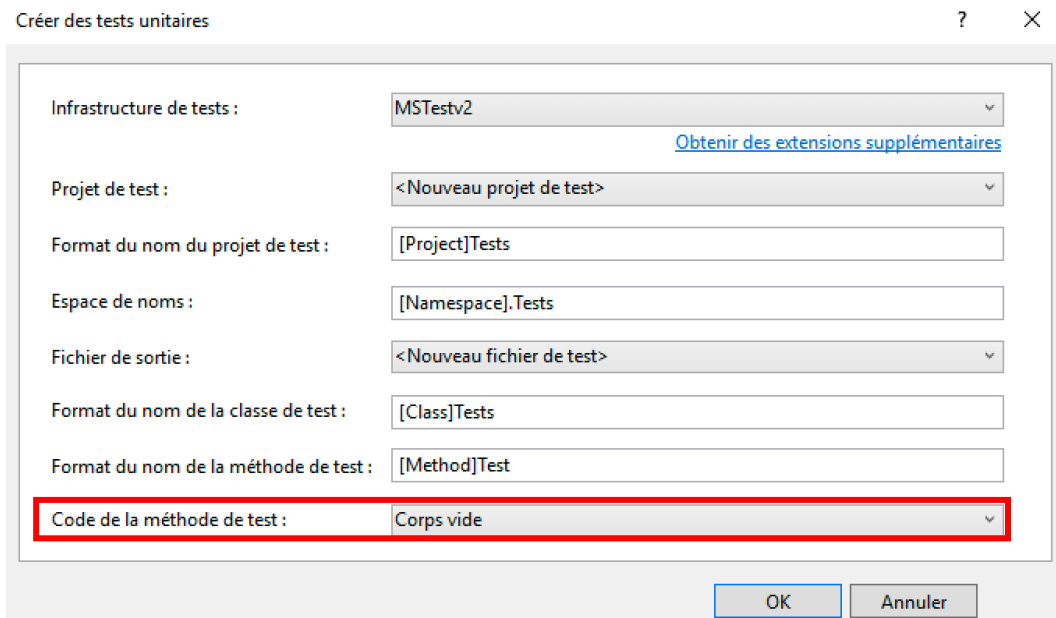 Créer des tests unitaires
?
Infrastructure de tests :
MSTestv2
Obtenir des extensions supplémentaires
Projet de test :
<Nouveau projet de test>
Format du nom du projet de test :
[Project]Tests
Espace de noms :
[Namespace].Tests
Fichier de sortie :
<Nouveau fichier de test>
Format du nom de la classe de test :
[Class]Tests
Format du nom de la méthode de test :
[Method]Test
Code de la méthode de test :
Corps vide
OK
Annuler